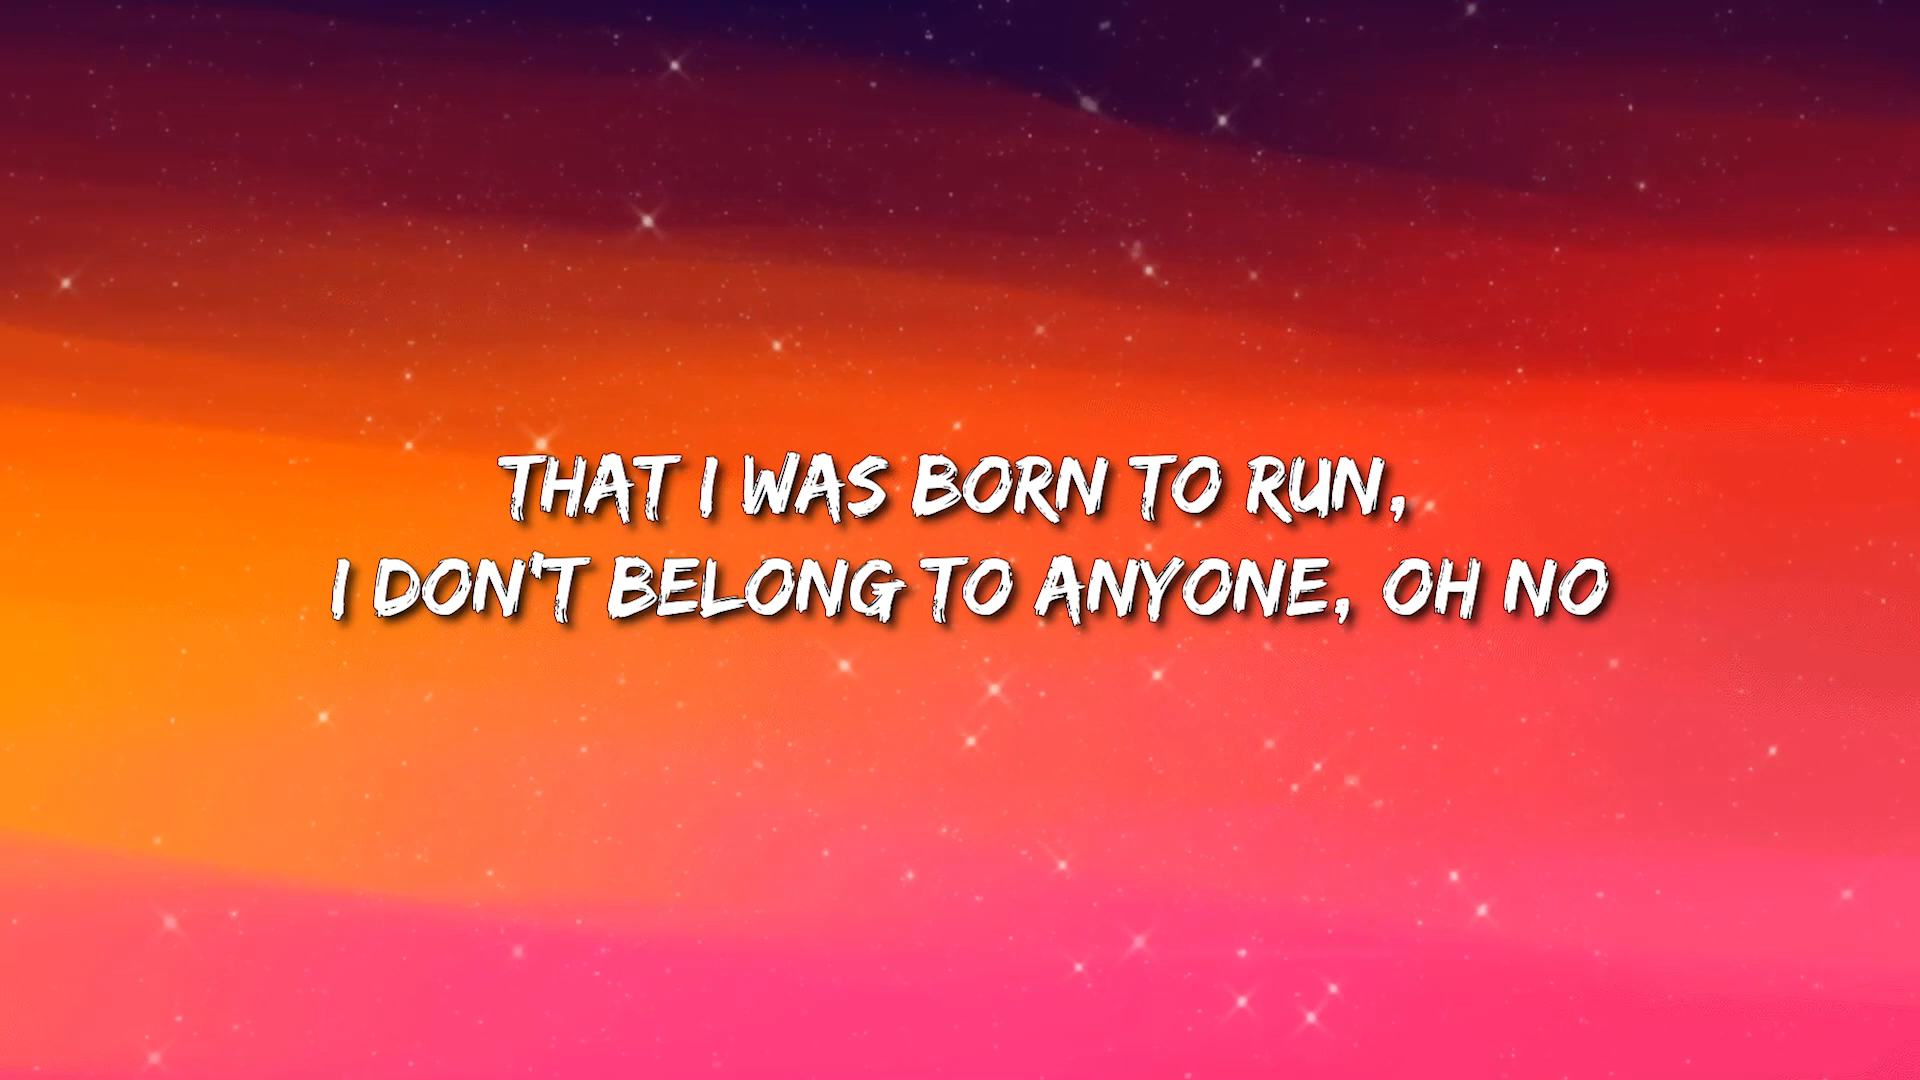 THAT I WAS BORN TO RUN,
I DON'T BELONG TO ANYONE, OH NO